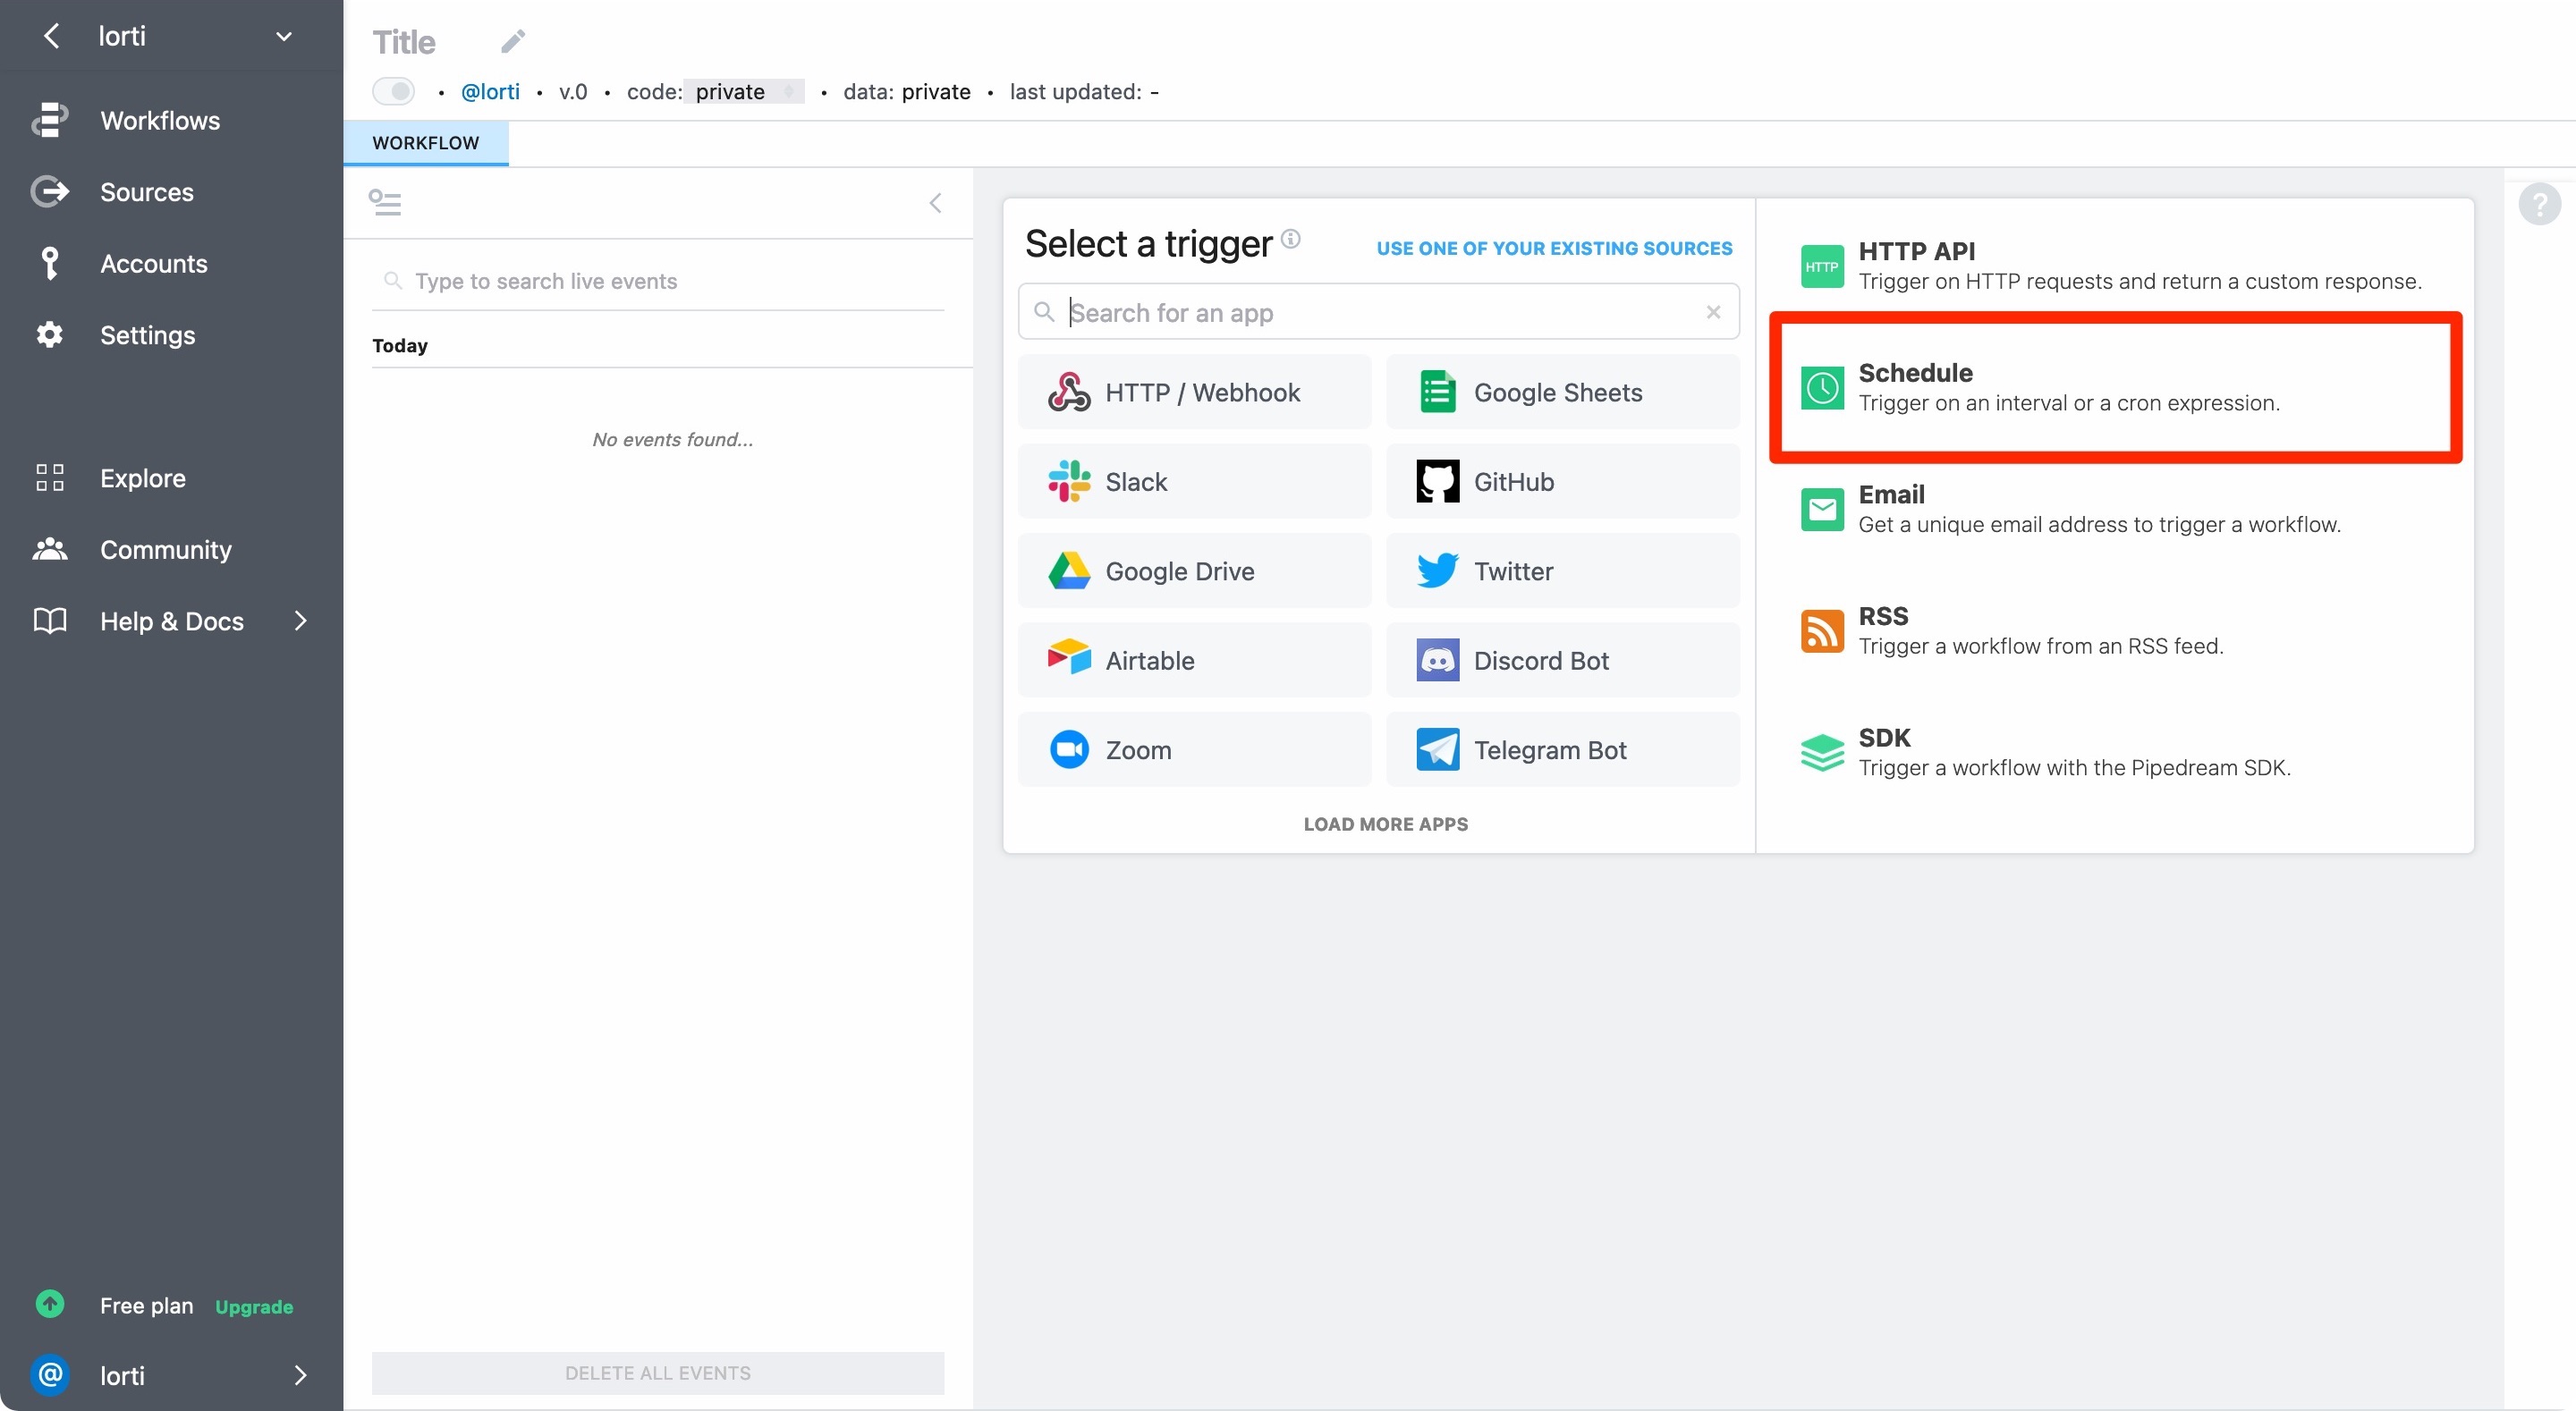 lorti
Workflows
Sources
Accounts
Settings
Explore
Community
Help & Docs
Free plan Upgrade
@ lorti
Title
• @lorti • v.0 • code: private • data: private • last updated: -
WORKFLOW
Type to search live events
Today
No events found...
DELETE ALL EVENTS
Select a trigger
USE ONE OF YOUR EXISTING SOURCES
Search for an app
HTTP / Webhook
Google Sheets
Slack
GitHub
Google Drive
Twitter
Airtable
Discord Bot
Zoom
Telegram Bot
LOAD MORE APPS
HTTP
HTTP API
Trigger on HTTP requests and return a custom response.
Schedule
Trigger on an interval or a cron expression.
Email
Get a unique email address to trigger a workflow.
RSS
Trigger a workflow from an RSS feed.
SDK
Trigger a workflow with the Pipedream SDK.
?